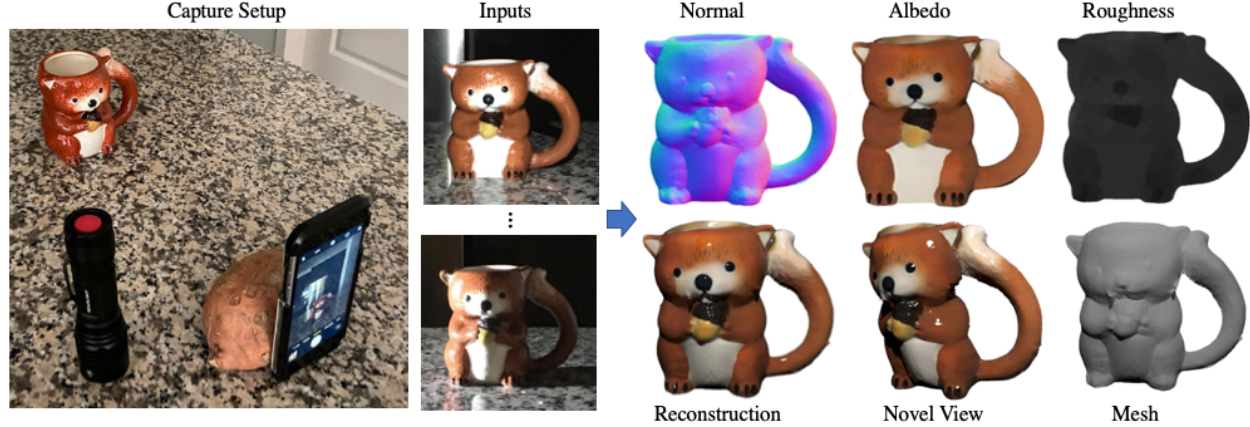 Capture Setup
Inputs
Normal
Albedo
Roughness
Reconstruction
Novel View
Mesh